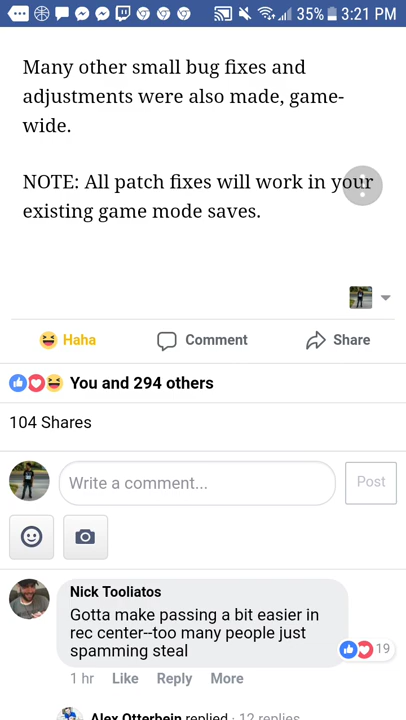 35% 3:21 PM
Many other small bug fixes and
adjustments were also made, game-
wide.
NOTE: All patch fixes will work in your
existing game mode saves.
Haha Comment Share
You and 294 others
104 Shares
Write a comment... Post
Nick Tooliatos
Gotta make passing a bit easier in
rec center--too many people just
spamming steal
19
1 hr Like Reply More
Alex Otterbein replied · 12 replies